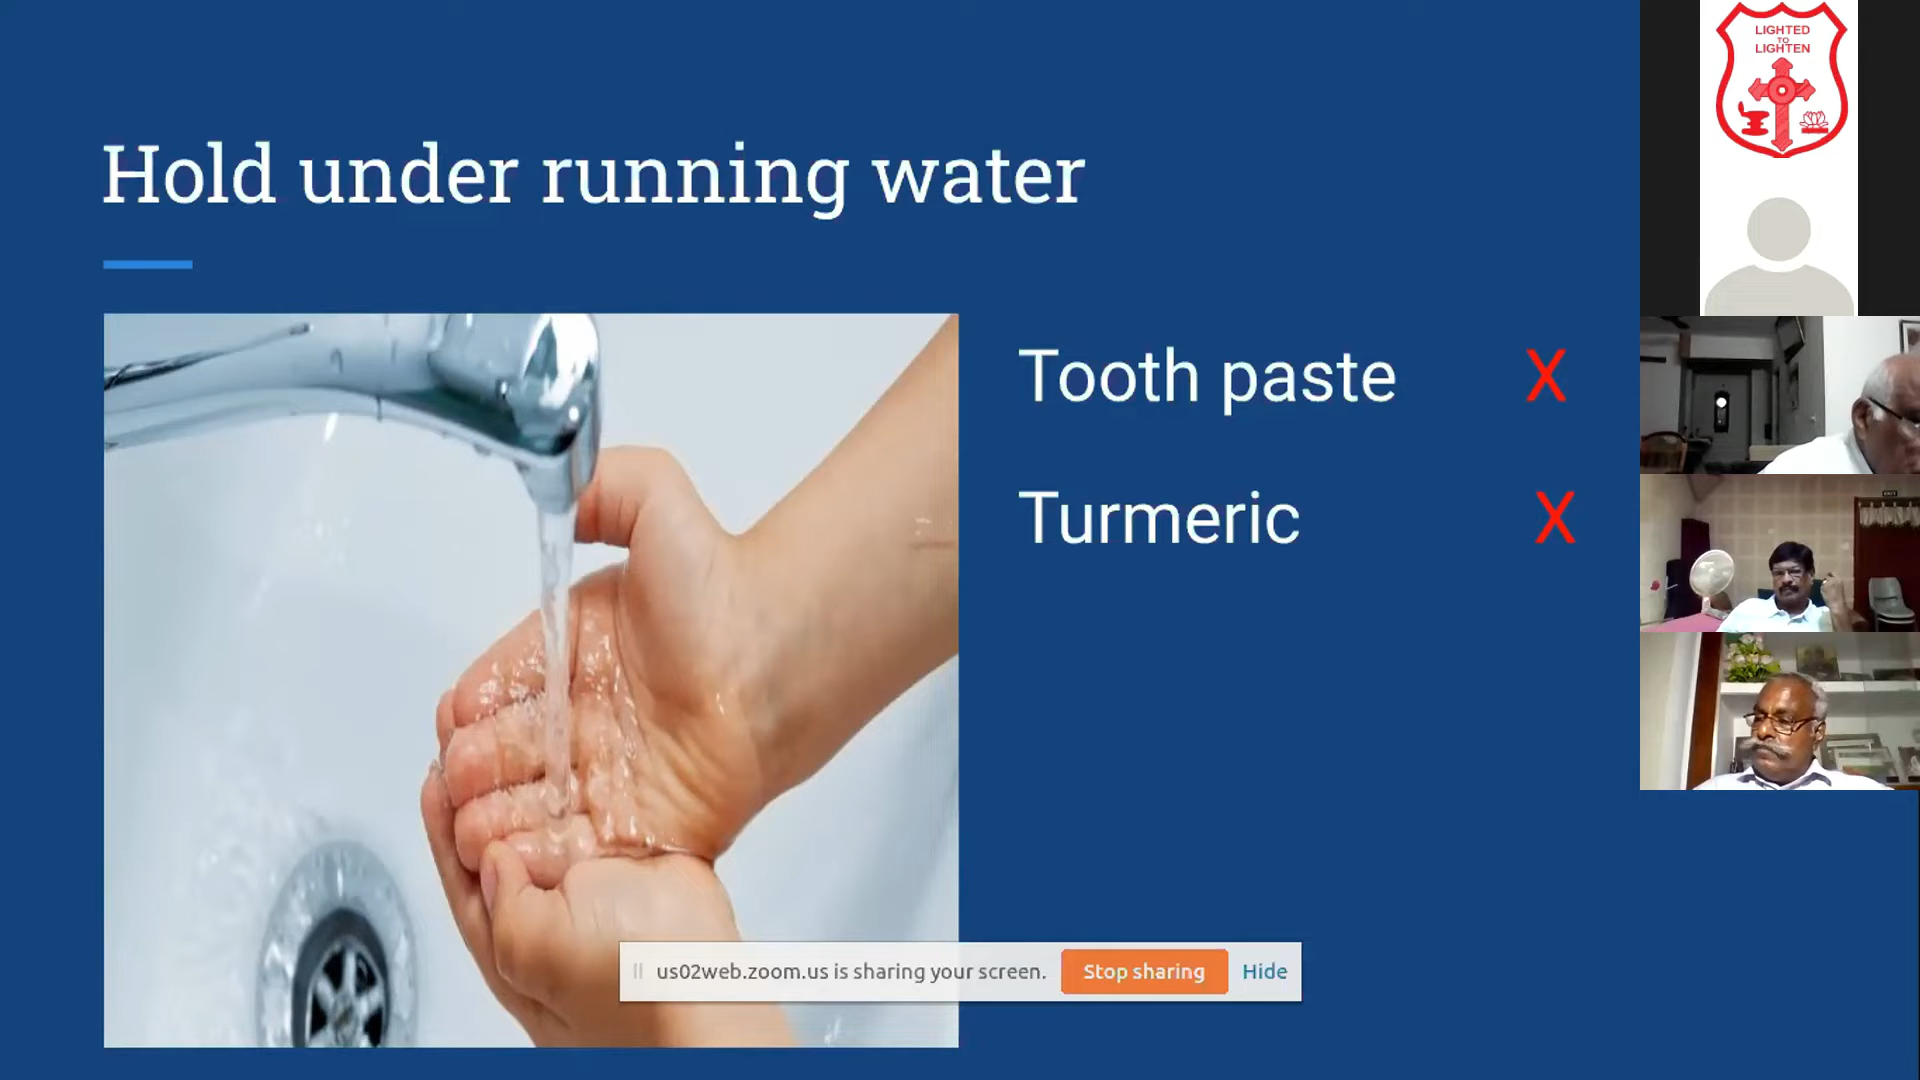 Hold under running water
Tooth paste X
Turmeric X
us02web.zoom.us is sharing your screen. Stop sharing Hide
LIGHTED
TO
LIGHTEN